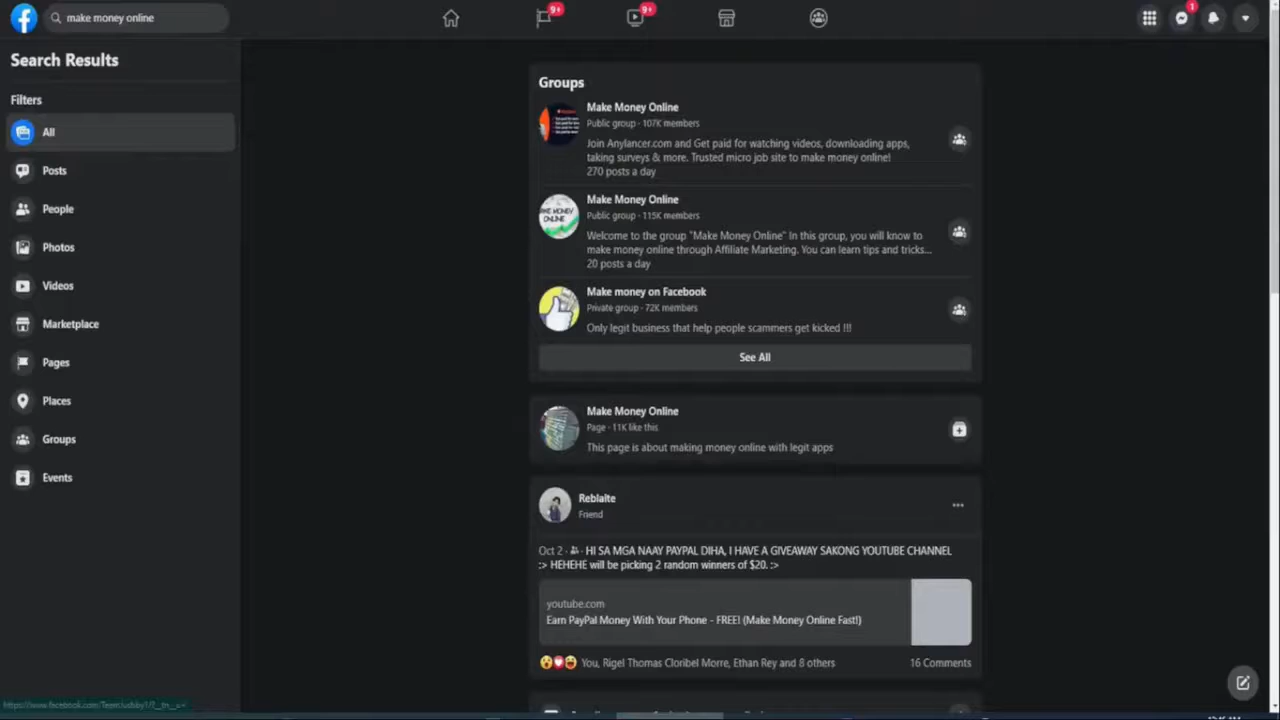 make money online
9+
9+
1
Search Results
Filters
All
Posts
People
Photos
Videos
Marketplace
Pages
Places
Groups
Events
Groups
Make Money Online
Public group · 107K members
Join Anylancer.com and Get paid for watching videos, downloading apps,
taking surveys & more. Trusted micro job site to make money online!
270 posts a day
Make Money Online
Public group · 115K members
Welcome to the group "Make Money Online" In this group, you will know to
make money online through Affiliate Marketing. You can learn tips and tricks...
20 posts a day
Make money on Facebook
Private group · 72K members
Only legit business that help people scammers get kicked !!!
See All
Make Money Online
Page · 11K like this
This page is about making money online with legit apps
Reblaite
Friend
Oct 2 · HI SA MGA NAAY PAYPAL DIHA, I HAVE A GIVEAWAY SAKONG YOUTUBE CHANNEL
:> HEHEHE will be picking 2 random winners of $20. :>
youtube.com
Earn PayPal Money With Your Phone - FREE! (Make Money Online Fast!)
You, Rigel Thomas Cloribel Morre, Ethan Rey and 8 others
16 Comments